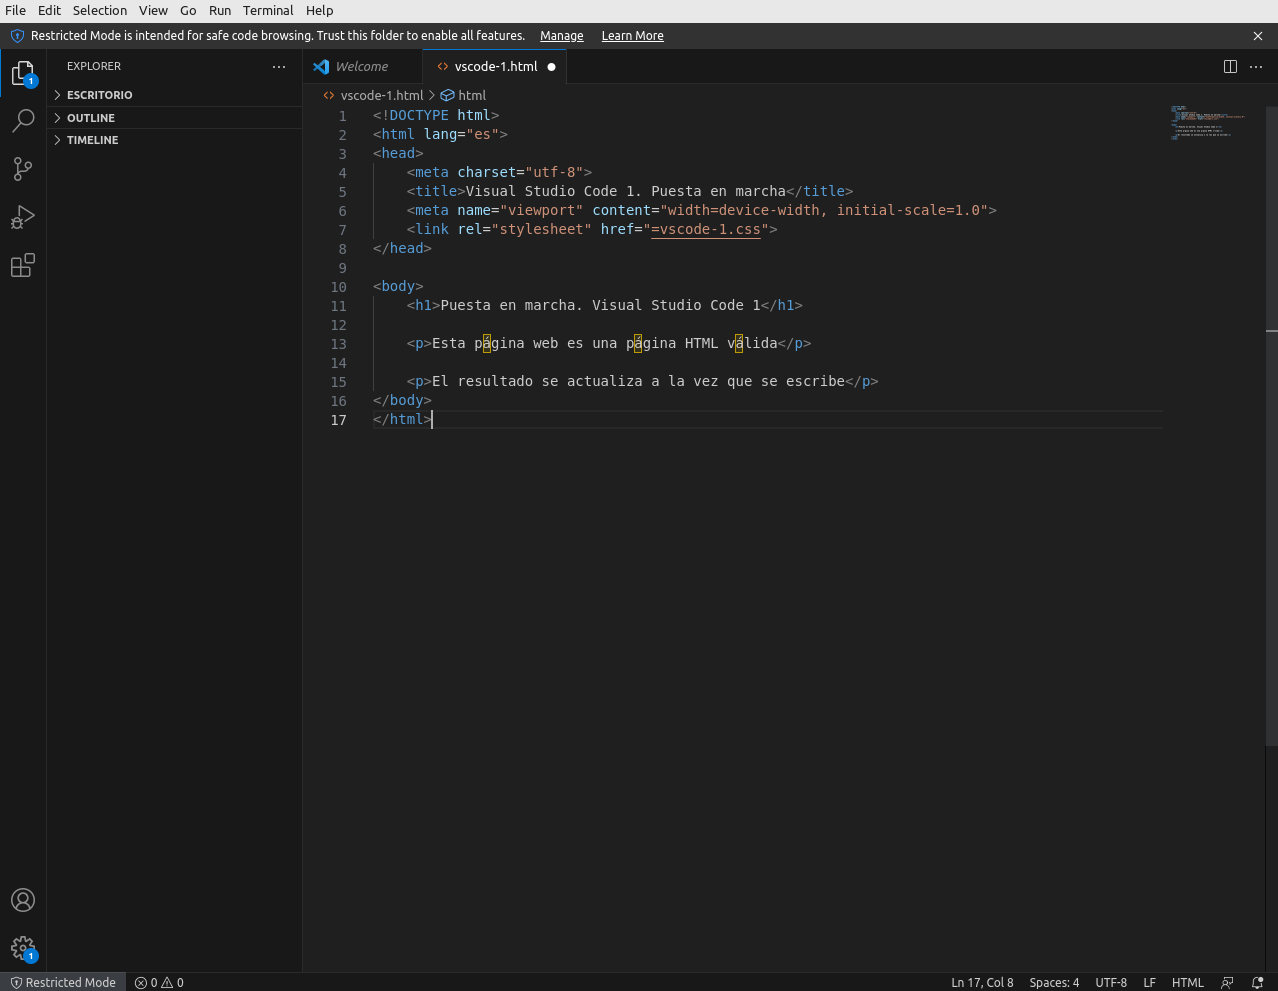 File Edit Selection View Go Run Terminal Help
Restricted Mode is intended for safe code browsing. Trust this folder to enable all features. Manage Learn More
EXPLORER
ESCRITORIO
OUTLINE
TIMELINE
1
1
Welcome vscode-1.html
vscode-1.html > html
1 <!DOCTYPE html>
2 <html lang="es">
3 <head>
4     <meta charset="utf-8">
5     <title>Visual Studio Code 1. Puesta en marcha</title>
6     <meta name="viewport" content="width=device-width, initial-scale=1.0">
7     <link rel="stylesheet" href="=vscode-1.css">
8 </head>
9
10 <body>
11     <h1>Puesta en marcha. Visual Studio Code 1</h1>
12
13     <p>Esta página web es una página HTML válida</p>
14
15     <p>El resultado se actualiza a la vez que se escribe</p>
16 </body>
17 </html>
Restricted Mode 0 0 Ln 17, Col 8 Spaces: 4 UTF-8 LF HTML